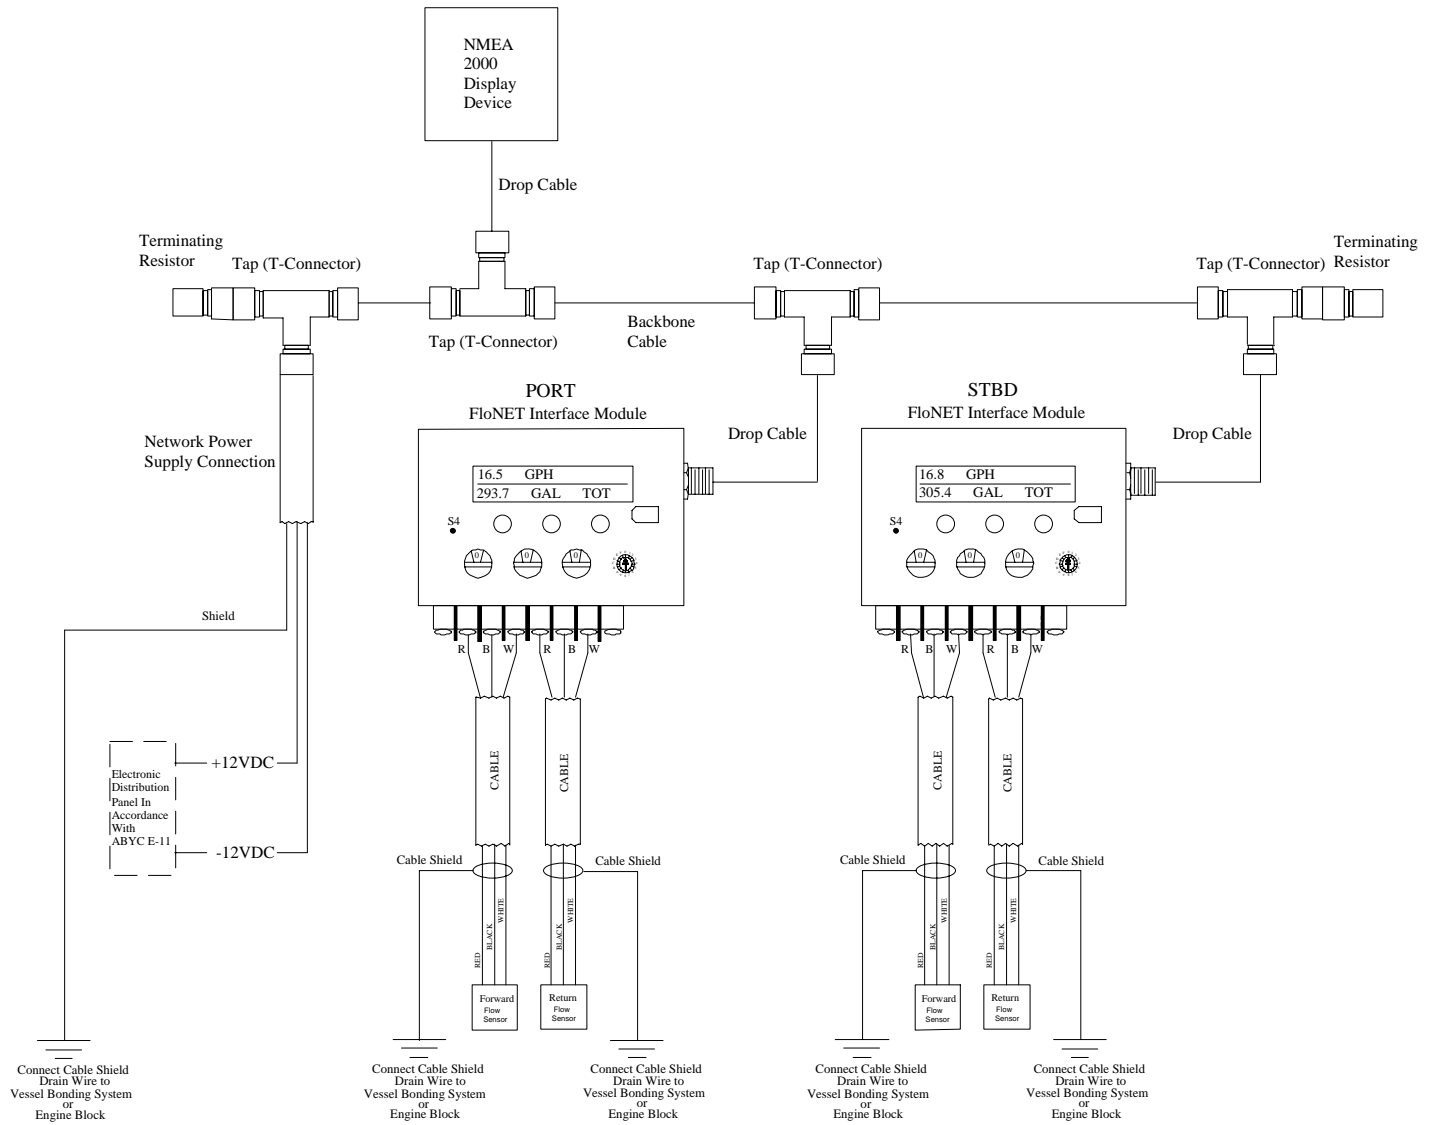 NMEA
2000
Display
Device
Drop Cable
Terminating
Resistor
Tap (T-Connector)
Tap (T-Connector)
Tap (T-Connector)
Tap (T-Connector)
Terminating
Resistor
Backbone
Cable
PORT
FloNET Interface Module
STBD
FloNET Interface Module
Network Power
Supply Connection
Drop Cable
Drop Cable
16.5 GPH
293.7 GAL TOT
S4
0 0 0
16.8 GPH
305.4 GAL TOT
S4
0 0 0
Shield
R B W R B W
R B W R B W
+12VDC
-12VDC
Electronic
Distribution
Panel In
Accordance
With
ABYC E-11
CABLE
CABLE
CABLE
CABLE
Cable Shield
Cable Shield
Cable Shield
Cable Shield
RED
BLACK
WHITE
RED
BLACK
WHITE
RED
BLACK
WHITE
RED
BLACK
WHITE
Forward
Flow
Sensor
Return
Flow
Sensor
Forward
Flow
Sensor
Return
Flow
Sensor
Connect Cable Shield
Drain Wire to
Vessel Bonding System
or
Engine Block
Connect Cable Shield
Drain Wire to
Vessel Bonding System
or
Engine Block
Connect Cable Shield
Drain Wire to
Vessel Bonding System
or
Engine Block
Connect Cable Shield
Drain Wire to
Vessel Bonding System
or
Engine Block
Connect Cable Shield
Drain Wire to
Vessel Bonding System
or
Engine Block